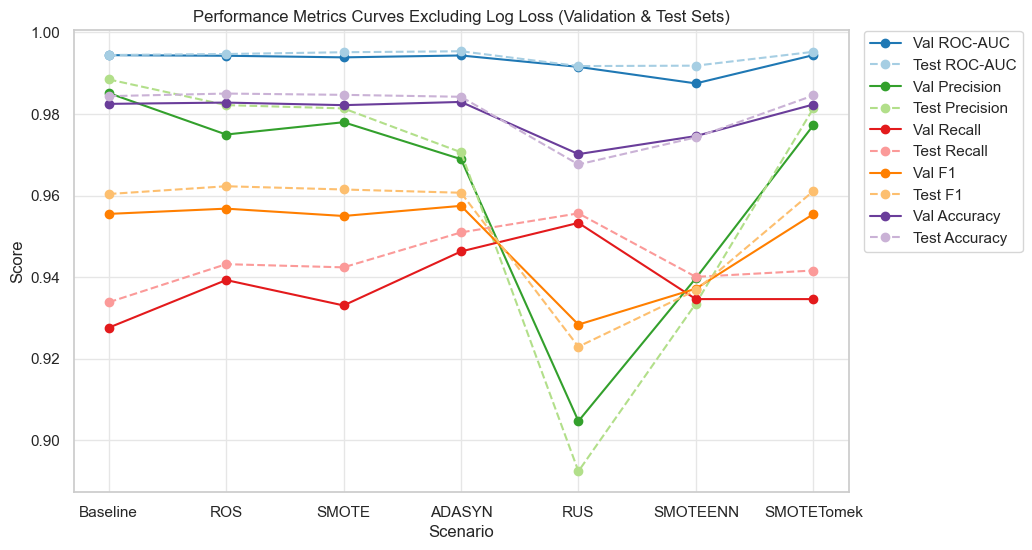 Performance Metrics Curves Excluding Log Loss (Validation & Test Sets)
1.00
0.98
0.96
0.94
0.92
0.90
Score
Baseline
ROS
SMOTE
ADASYN
RUS
SMOTEENN
SMOTETomek
Scenario
Val ROC-AUC
Test ROC-AUC
Val Precision
Test Precision
Val Recall
Test Recall
Val F1
Test F1
Val Accuracy
Test Accuracy